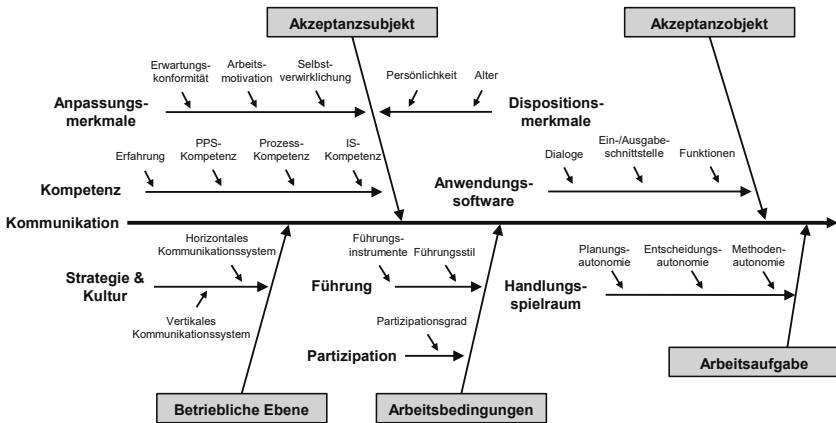 Akzeptanzsubjekt
Akzeptanzobjekt
Erwartungs-
konformität
Arbeits-
motivation
Selbst-
verwirklichung
Persönlichkeit
Alter
Anpassungs-
merkmale
Dispositions-
merkmale
Erfahrung
PPS-
Kompetenz
Prozess-
Kompetenz
IS-
Kompetenz
Kompetenz
Dialoge
Ein-/Ausgabe-
schnittstelle
Funktionen
Anwendungs-
software
Kommunikation
Horizontales
Kommunikationssystem
Strategie &
Kultur
Vertikales
Kommunikationssystem
Führungs-
instrumente
Führungsstil
Führung
Partizipationsgrad
Partizipation
Planungs-
autonomie
Entscheidungs-
autonomie
Methoden-
autonomie
Handlungs-
spielraum
Arbeitsaufgabe
Betriebliche Ebene
Arbeitsbedingungen